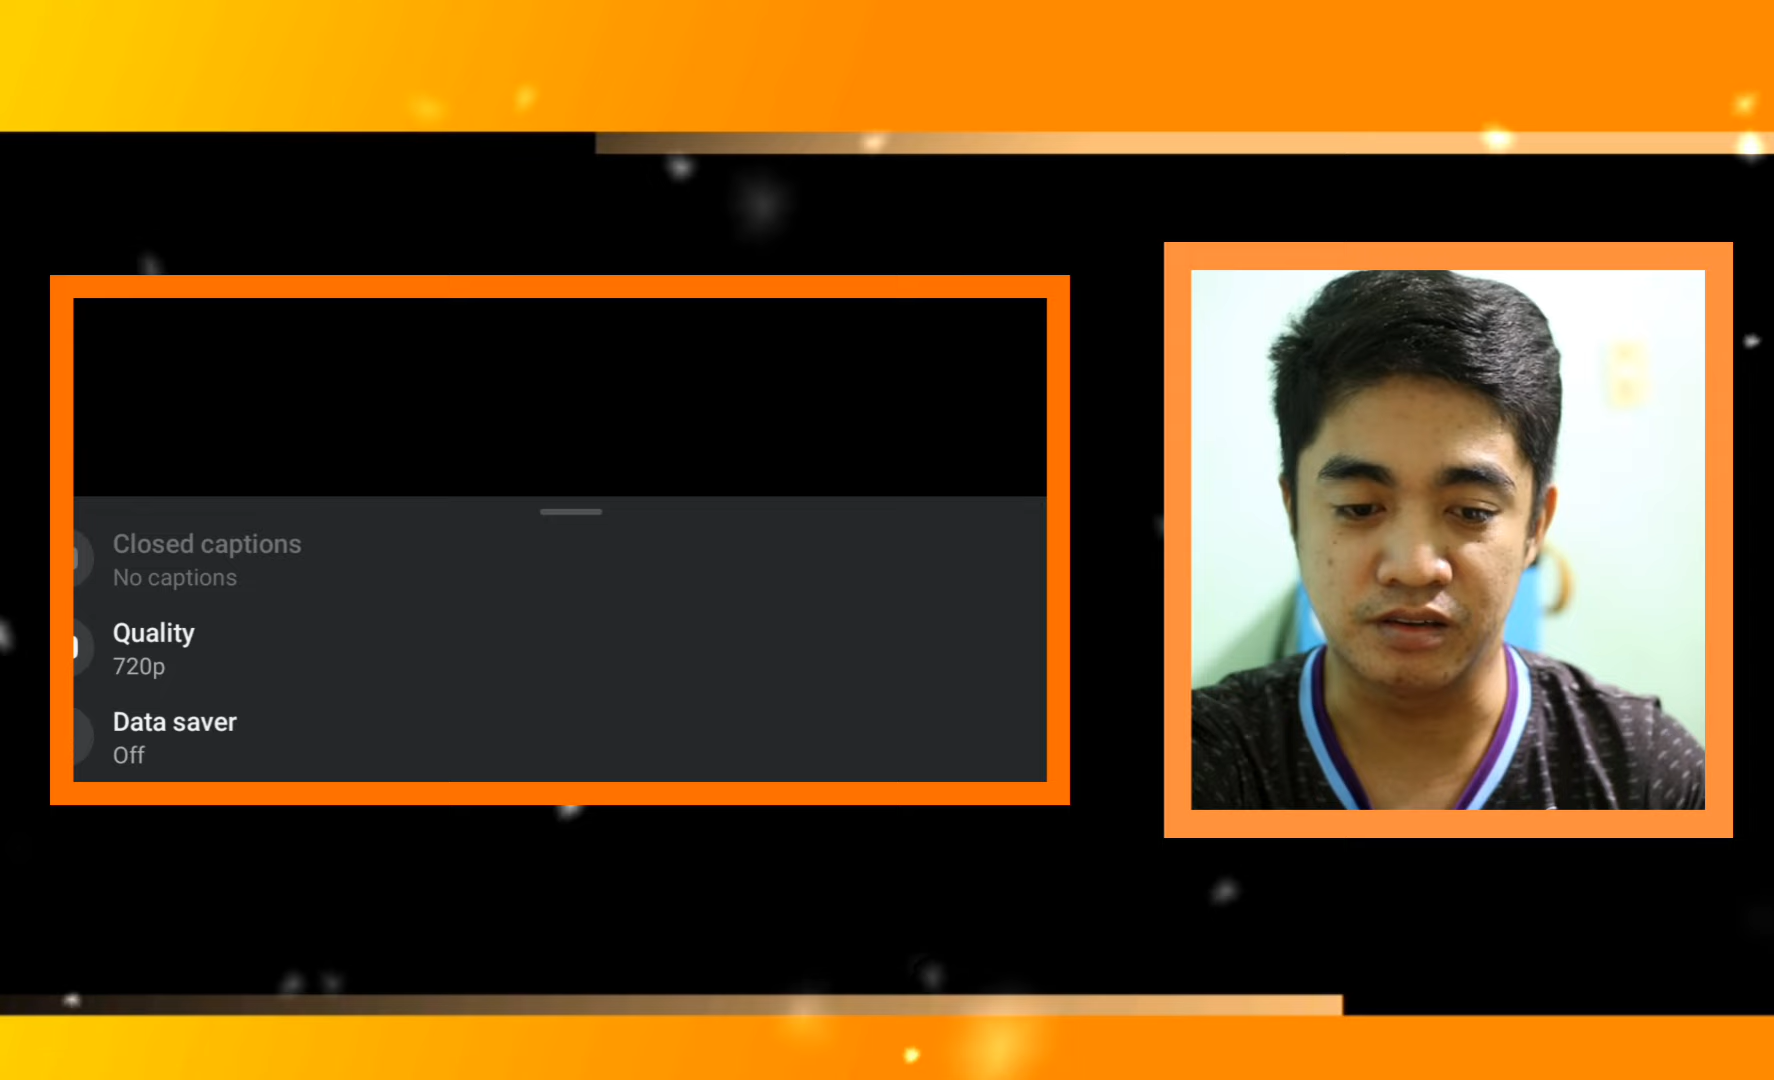 Closed captions
No captions
Quality
720p
Data saver
Off